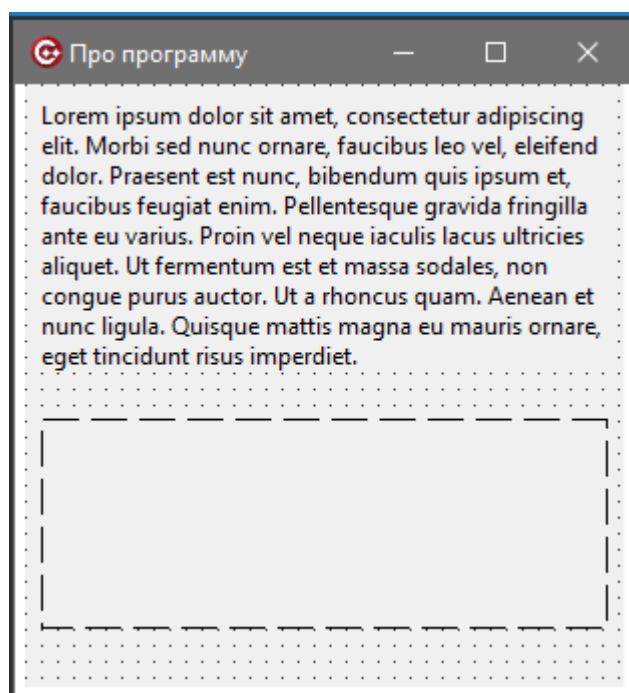 Про программу
Lorem ipsum dolor sit amet, consectetur adipiscing
elit. Morbi sed nunc ornare, faucibus leo vel, eleifend
dolor. Praesent est nunc, bibendum quis ipsum et,
faucibus feugiat enim. Pellentesque gravida fringilla
ante eu varius. Proin vel neque iaculis lacus ultricies
aliquet. Ut fermentum est et massa sodales, non
congue purus auctor. Ut a rhoncus quam. Aenean et
nunc ligula. Quisque mattis magna eu mauris ornare,
eget tincidunt risus imperdiet.